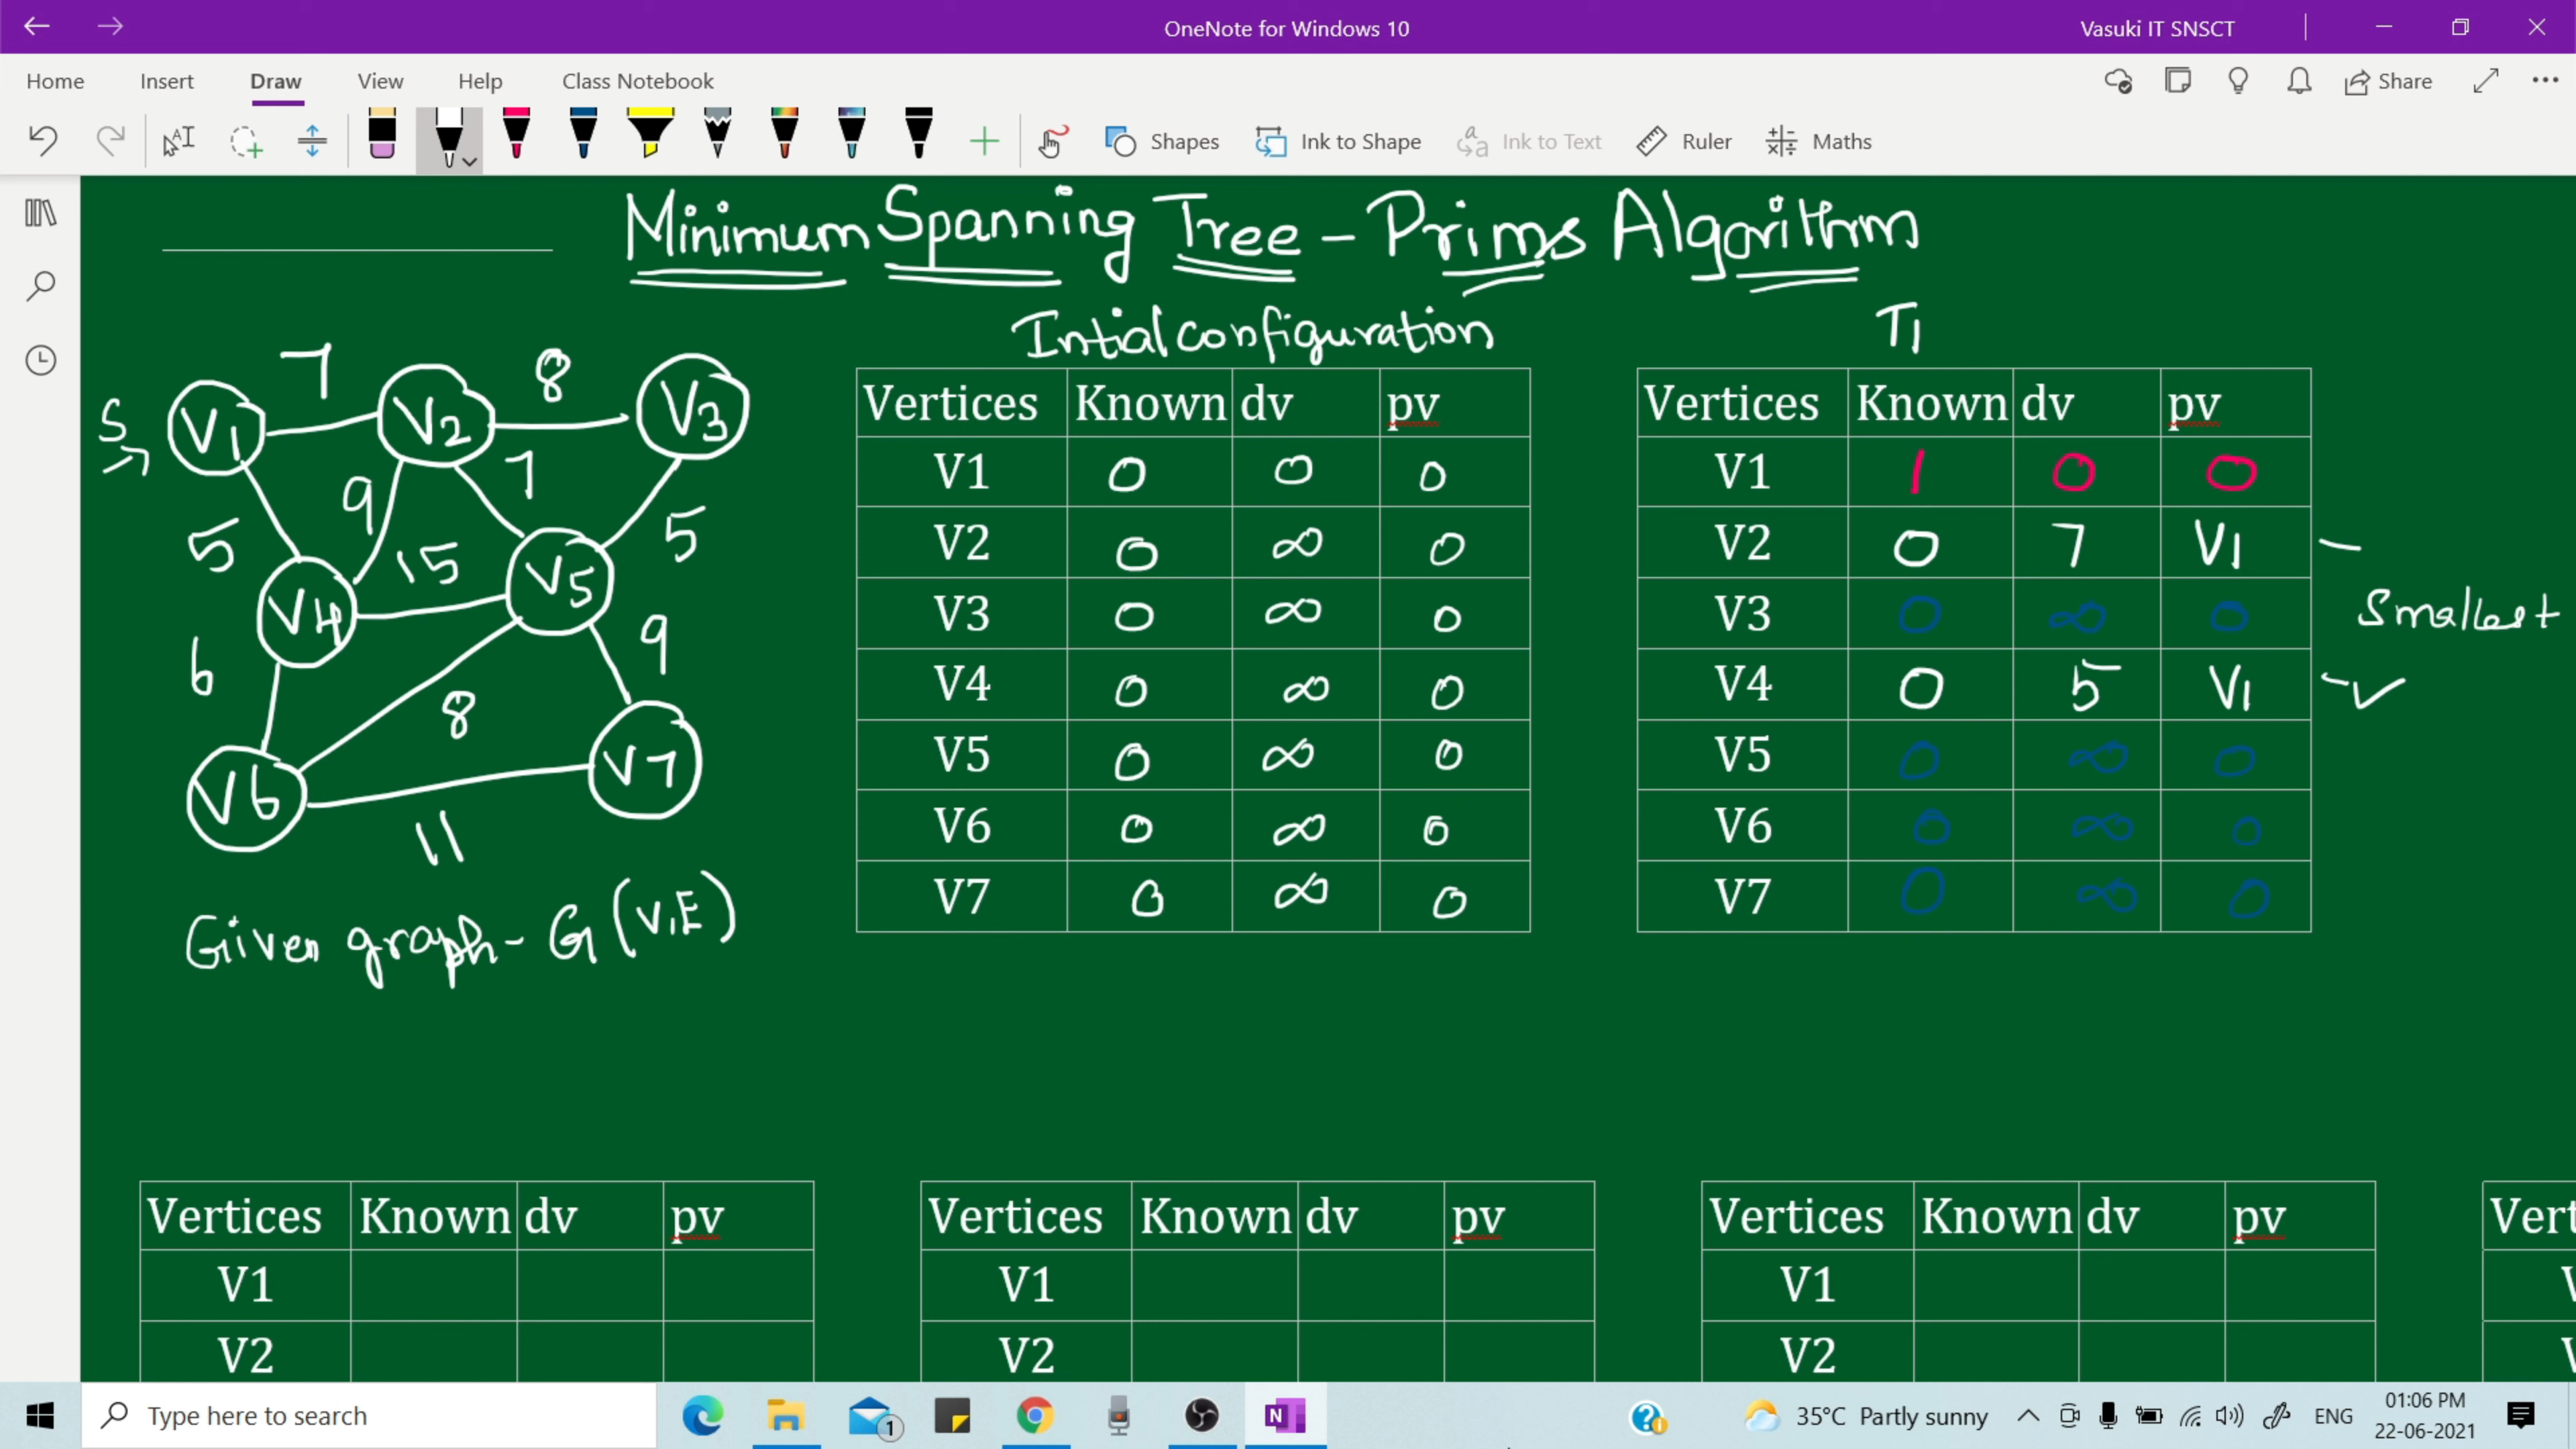 OneNote for Windows 10
Vasuki IT SNSCT
Home Insert Draw View Help Class Notebook
Share
Shapes Ink to Shape Ink to Text Ruler Maths
Minimum Spanning Tree - Prims Algorithm
Intial configuration
T1
S
V1 7 V2 8 V3
5 9 7 5
15
V4 V5
6 8 9
V6 V7
11
Given graph - G(V,E)
Vertices Known dv pv
V1 0 0 0
V2 0 ∞ 0
V3 0 ∞ 0
V4 0 ∞ 0
V5 0 ∞ 0
V6 0 ∞ 0
V7 0 ∞ 0
Vertices Known dv pv
V1 1 0 0
V2 0 7 V1 –
V3 0 ∞ 0
Smallest
V4 0 5 V1 – ✓
V5 0 ∞ 0
V6 0 ∞ 0
V7 0 ∞ 0
Vertices Known dv pv
V1
V2
Vertices Known dv pv
V1
V2
Vertices Known dv pv
V1
V2
Vert
Type here to search
1
35°C Partly sunny
ENG
01:06 PM
22-06-2021